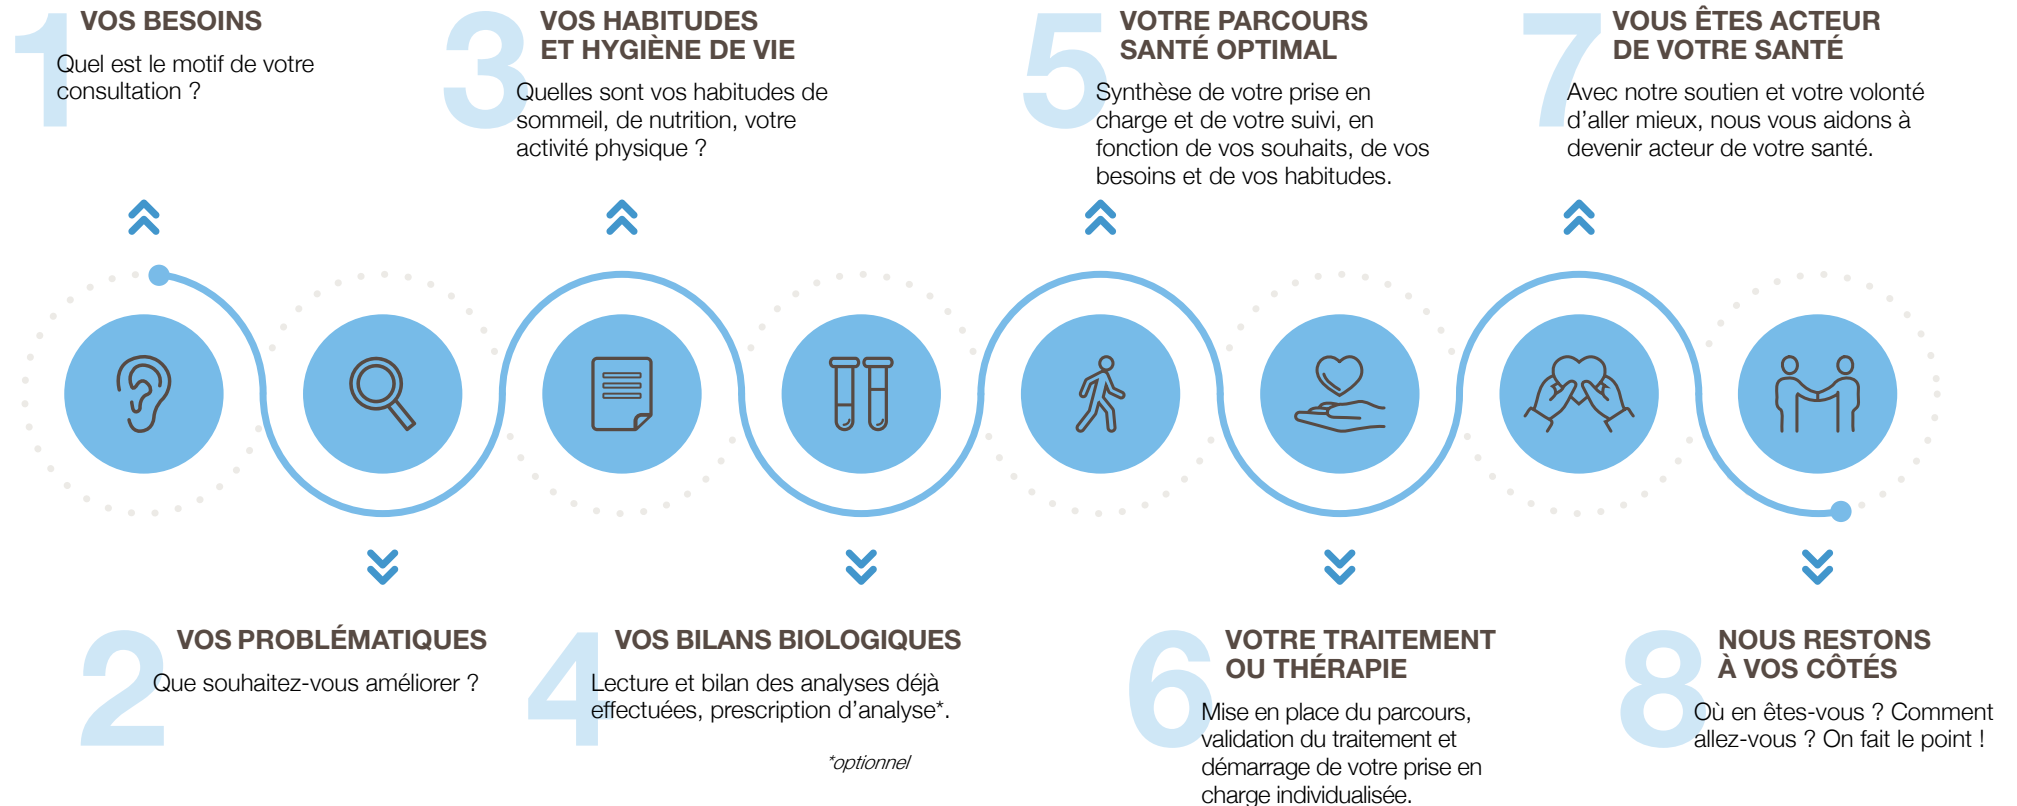 1
VOS BESOINS
Quel est le motif de votre
consultation ?
2
VOS PROBLÉMATIQUES
Que souhaitez-vous améliorer ?
3
VOS HABITUDES
ET HYGIÈNE DE VIE
Quelles sont vos habitudes de
sommeil, de nutrition, votre
activité physique ?
4
VOS BILANS BIOLOGIQUES
Lecture et bilan des analyses déjà
effectuées, prescription d’analyse*.
*optionnel
5
VOTRE PARCOURS
SANTÉ OPTIMAL
Synthèse de votre prise en
charge et de votre suivi, en
fonction de vos souhaits, de vos
besoins et de vos habitudes.
6
VOTRE TRAITEMENT
OU THÉRAPIE
Mise en place du parcours,
validation du traitement et
démarrage de votre prise en
charge individualisée.
7
VOUS ÊTES ACTEUR
DE VOTRE SANTÉ
Avec notre soutien et votre volonté
d’aller mieux, nous vous aidons à
devenir acteur de votre santé.
8
NOUS RESTONS
À VOS CÔTÉS
Où en êtes-vous ? Comment
allez-vous ? On fait le point !